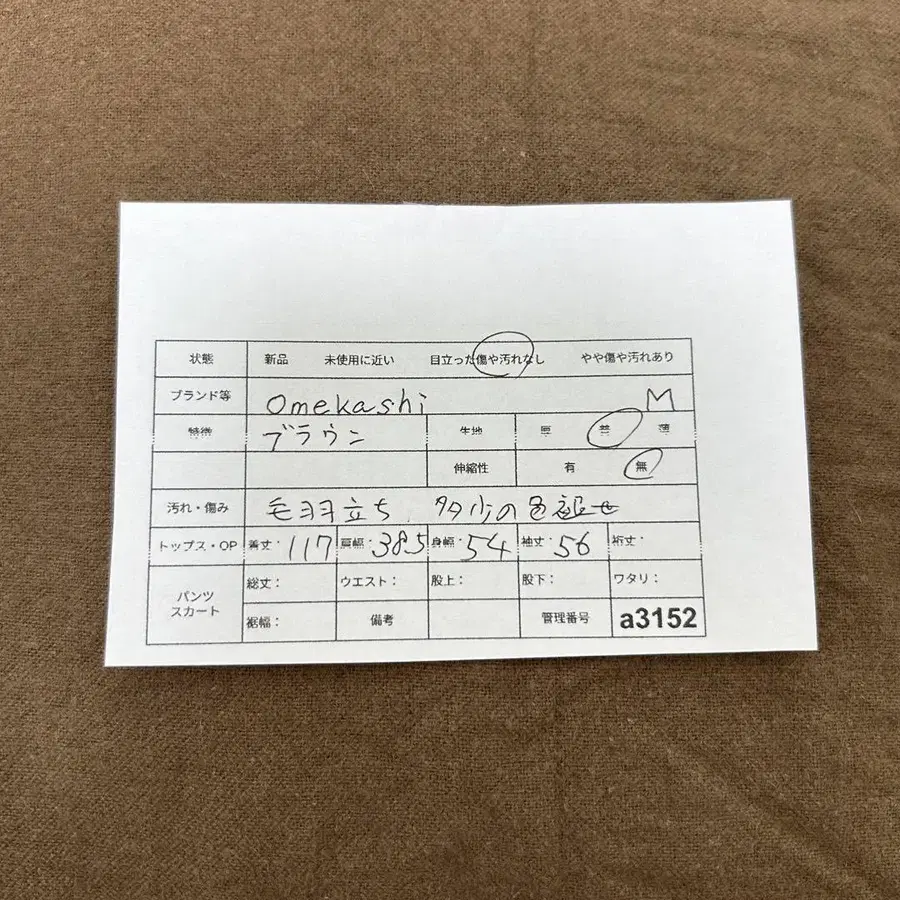 状態 新品 未使用に近い 目立った傷や汚れなし やや傷や汚れあり
ブランド等 Omekashi M
特徴 ブラウン 生地 厚 普 薄
伸縮性 有 無
汚れ・傷み 毛羽立ち、多少の色褪せ
トップス・OP 着丈・117 肩幅・38.5 身幅・54 袖丈・56 裄丈・
パンツ スカート 総丈： ウエスト： 股上： 股下： ワタリ：
裾幅： 備考 管理番号 a3152